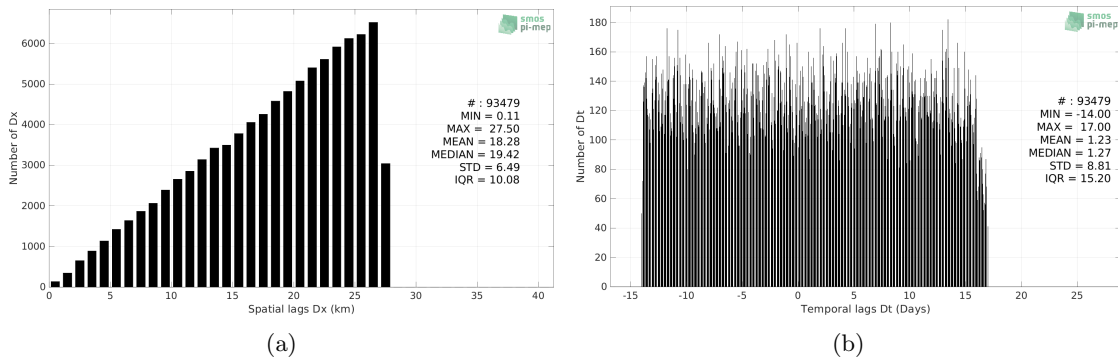 smos
pi-mep
6000
5000
4000
3000
2000
1000
0
Number of Dx
# : 93479
MIN = 0.11
MAX = 27.50
MEAN = 18.28
MEDIAN = 19.42
STD = 6.49
IQR = 10.08
0 5 10 15 20 25 30 35 40
Spatial lags Dx (km)
(a)
smos
pi-mep
180
160
140
120
100
80
60
40
20
0
Number of Dt
# : 93479
MIN = -14.00
MAX = 17.00
MEAN = 1.23
MEDIAN = 1.27
STD = 8.81
IQR = 15.20
-15 -10 -5 0 5 10 15 20 25
Temporal lags Dt (Days)
(b)